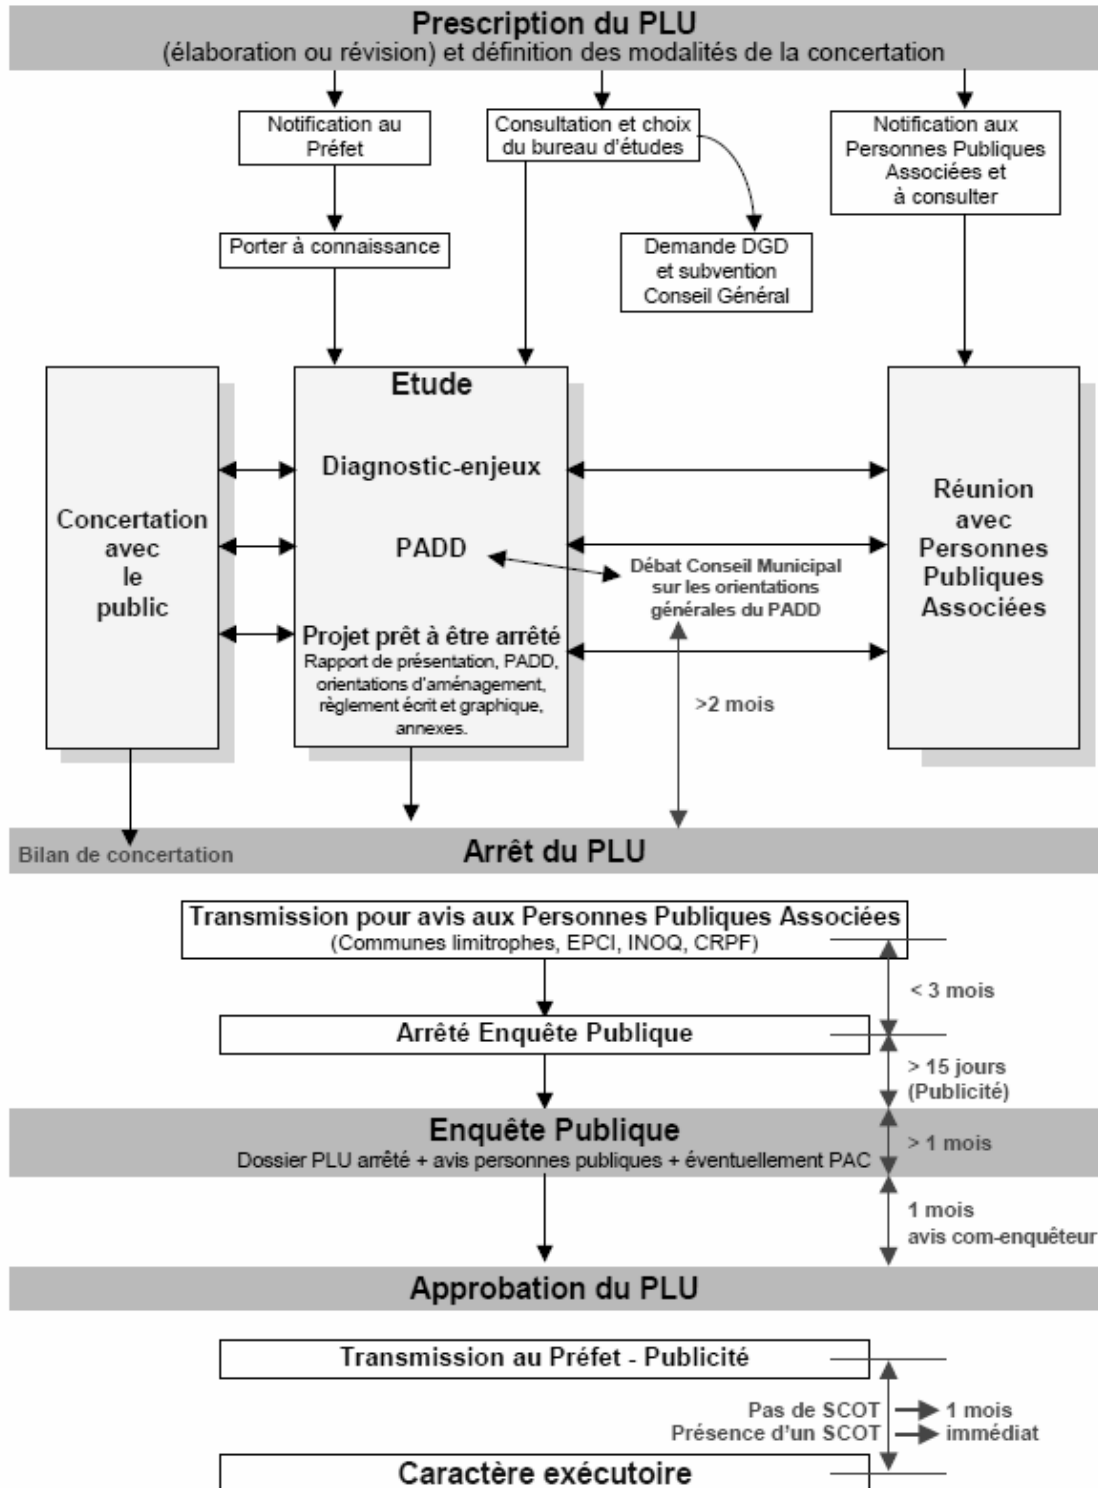 Prescription du PLU
(élaboration ou révision) et définition des modalités de la concertation
Notification au
Préfet
Consultation et choix
du bureau d'études
Notification aux
Personnes Publiques
Associées et
à consulter
Porter à connaissance
Demande DGD
et subvention
Conseil Général
Concertation
avec
le
public
Etude
Diagnostic-enjeux
PADD
Projet prêt à être arrêté
Rapport de présentation, PADD,
orientations d'aménagement,
règlement écrit et graphique,
annexes.
Débat Conseil Municipal
sur les orientations
générales du PADD
>2 mois
Réunion
avec
Personnes
Publiques
Associées
Bilan de concertation
Arrêt du PLU
Transmission pour avis aux Personnes Publiques Associées
(Communes limitrophes, EPCI, INOQ, CRPF)
< 3 mois
Arrêté Enquête Publique
> 15 jours
(Publicité)
Enquête Publique
Dossier PLU arrêté + avis personnes publiques + éventuellement PAC
> 1 mois
1 mois
avis com-enquêteur
Approbation du PLU
Transmission au Préfet - Publicité
Pas de SCOT 1 mois
Présence d'un SCOT immédiat
Caractère exécutoire